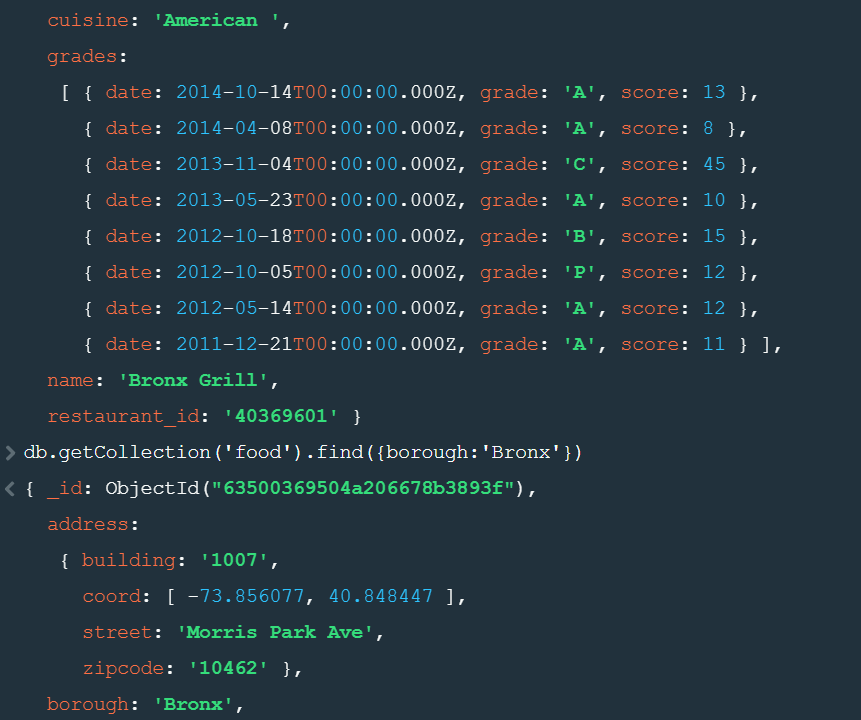 cuisine: 'American ',
grades:
[ { date: 2014-10-14T00:00:00.000Z, grade: 'A', score: 13 },
{ date: 2014-04-08T00:00:00.000Z, grade: 'A', score: 8 },
{ date: 2013-11-04T00:00:00.000Z, grade: 'C', score: 45 },
{ date: 2013-05-23T00:00:00.000Z, grade: 'A', score: 10 },
{ date: 2012-10-18T00:00:00.000Z, grade: 'B', score: 15 },
{ date: 2012-10-05T00:00:00.000Z, grade: 'P', score: 12 },
{ date: 2012-05-14T00:00:00.000Z, grade: 'A', score: 12 },
{ date: 2011-12-21T00:00:00.000Z, grade: 'A', score: 11 } ],
name: 'Bronx Grill',
restaurant_id: '40369601' }
> db.getCollection('food').find({borough:'Bronx'})
< { _id: ObjectId("63500369504a206678b3893f"),
address:
{ building: '1007',
coord: [ -73.856077, 40.848447 ],
street: 'Morris Park Ave',
zipcode: '10462' },
borough: 'Bronx',